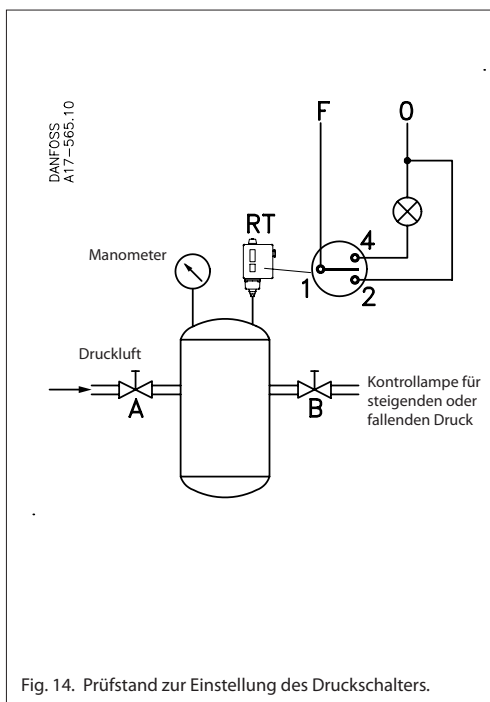 DANFOSS
A17-565.10
F
O
RT
4
1
2
Manometer
Druckluft
A
B
Kontrollampe für
steigenden oder
fallenden Druck
Fig. 14. Prüfstand zur Einstellung des Druckschalters.